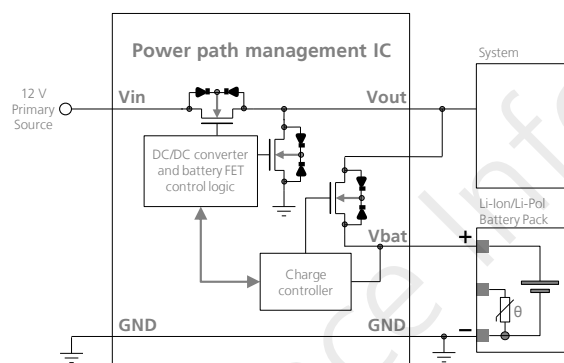 Power path management IC
System
12 V
Primary
Source
Vin
Vout
DC/DC converter
and battery FET
control logic
Li-Ion/Li-Pol
Battery Pack
Vbat
+
Charge
controller
θ
GND
GND
–